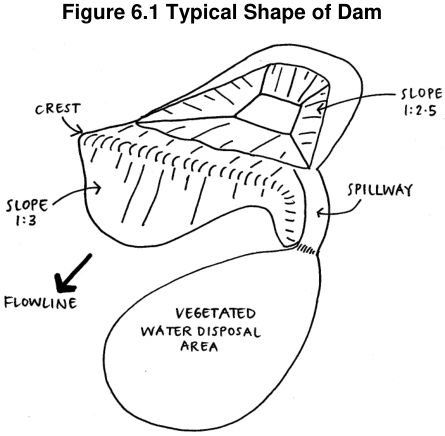 Figure 6.1 Typical Shape of Dam
CREST
SLOPE
1:2.5
SPILLWAY
SLOPE
1:3
FLOWLINE
VEGETATED
WATER DISPOSAL
AREA